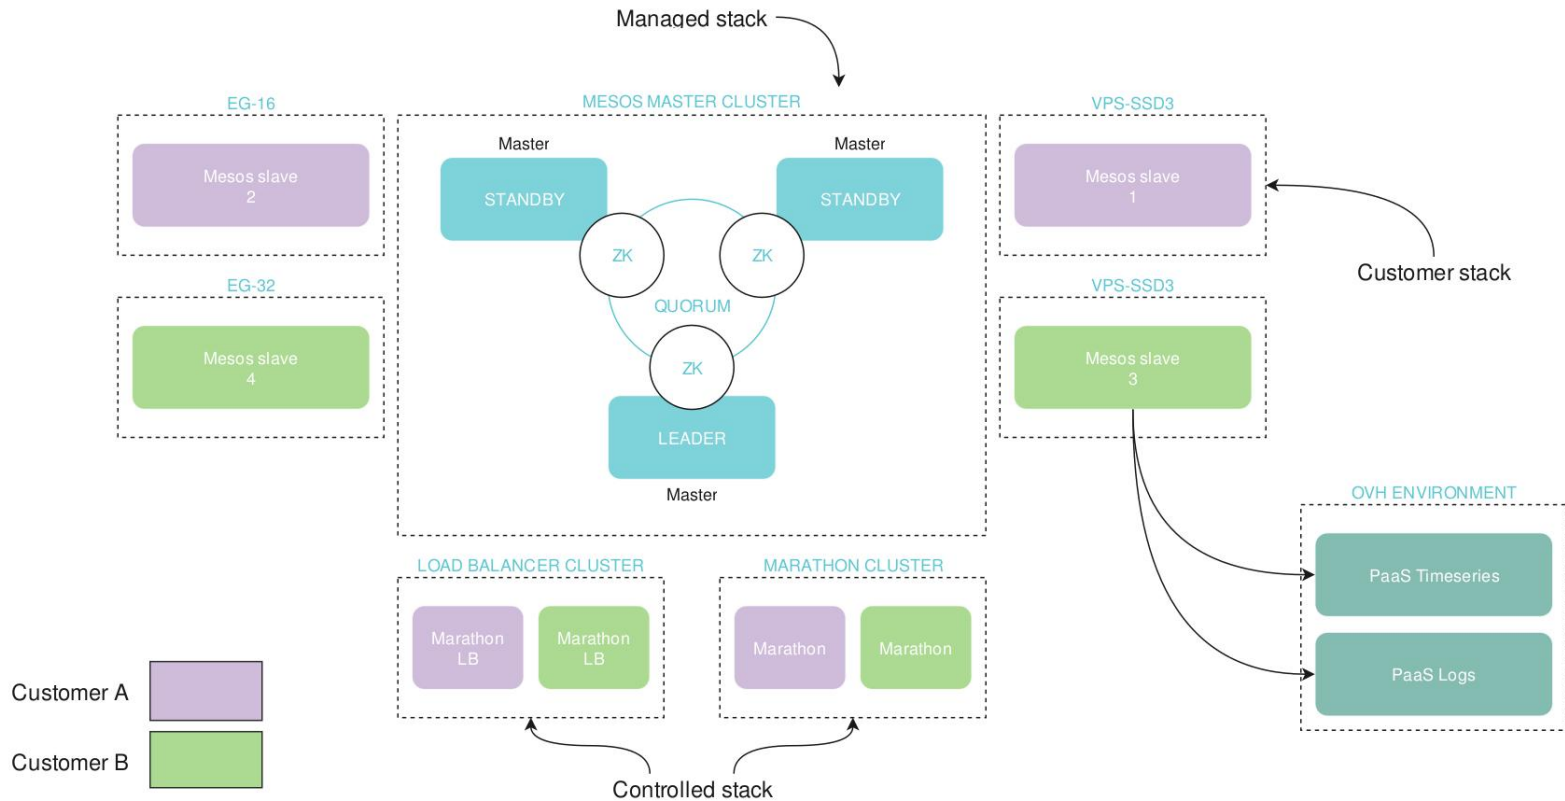 Managed stack
EG-16
MESOS MASTER CLUSTER
VPS-SSD3
Mesos slave
2
Master
STANDBY
Master
STANDBY
Mesos slave
1
ZK
ZK
QUORUM
ZK
LEADER
Master
Customer stack
EG-32
Mesos slave
4
VPS-SSD3
Mesos slave
3
OVH ENVIRONMENT
PaaS Timeseries
PaaS Logs
LOAD BALANCER CLUSTER
Marathon
LB
Marathon
LB
MARATHON CLUSTER
Marathon
Marathon
Controlled stack
Customer A
Customer B